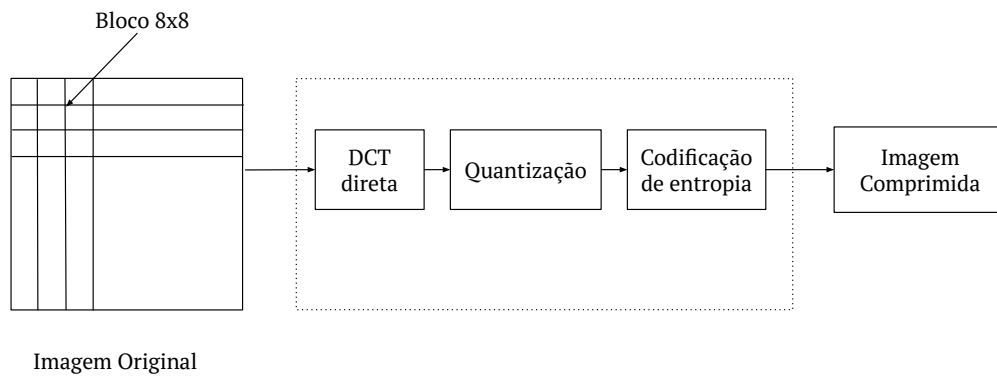 Bloco 8x8
DCT
direta
Quantização
Codificação
de entropia
Imagem
Comprimida
Imagem Original